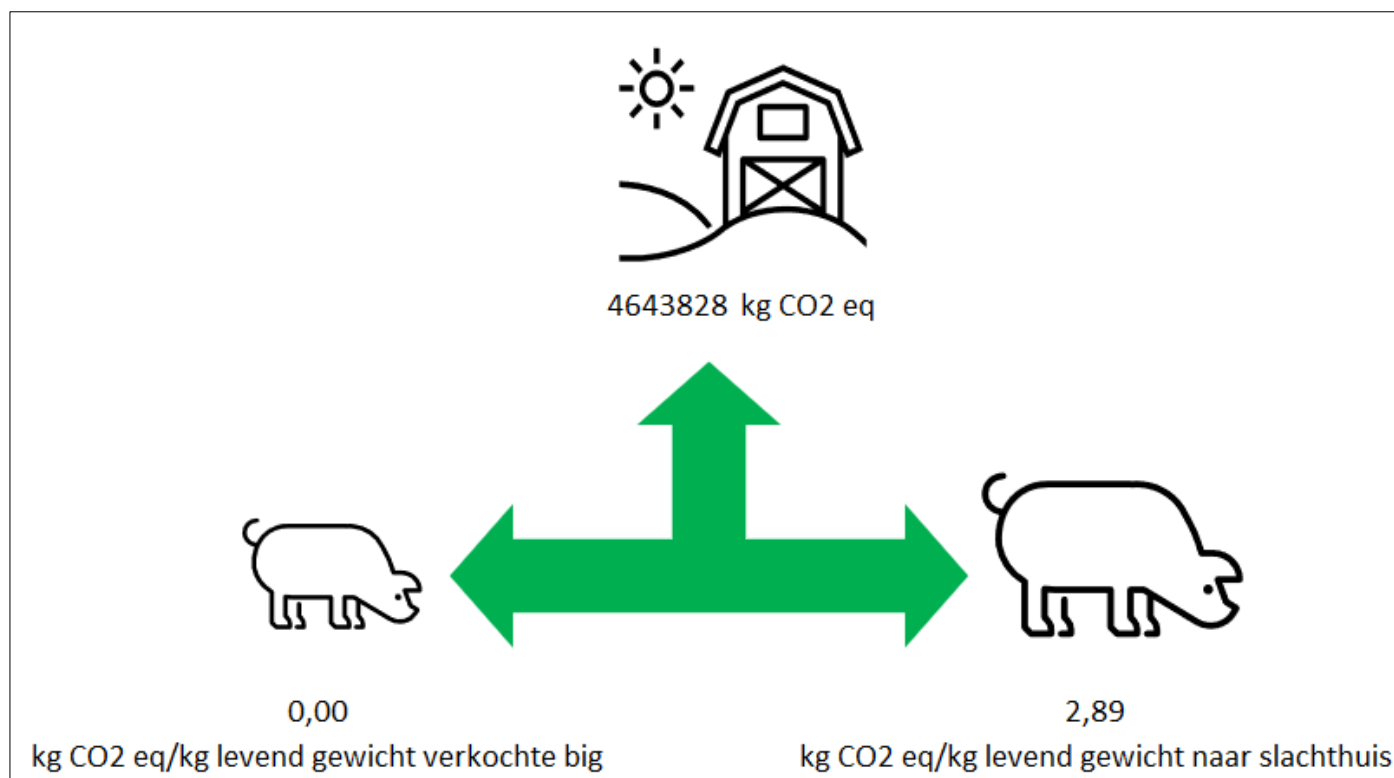 4643828 kg CO2 eq
0,00
kg CO2 eq/kg levend gewicht verkochte big
2,89
kg CO2 eq/kg levend gewicht naar slachthuis